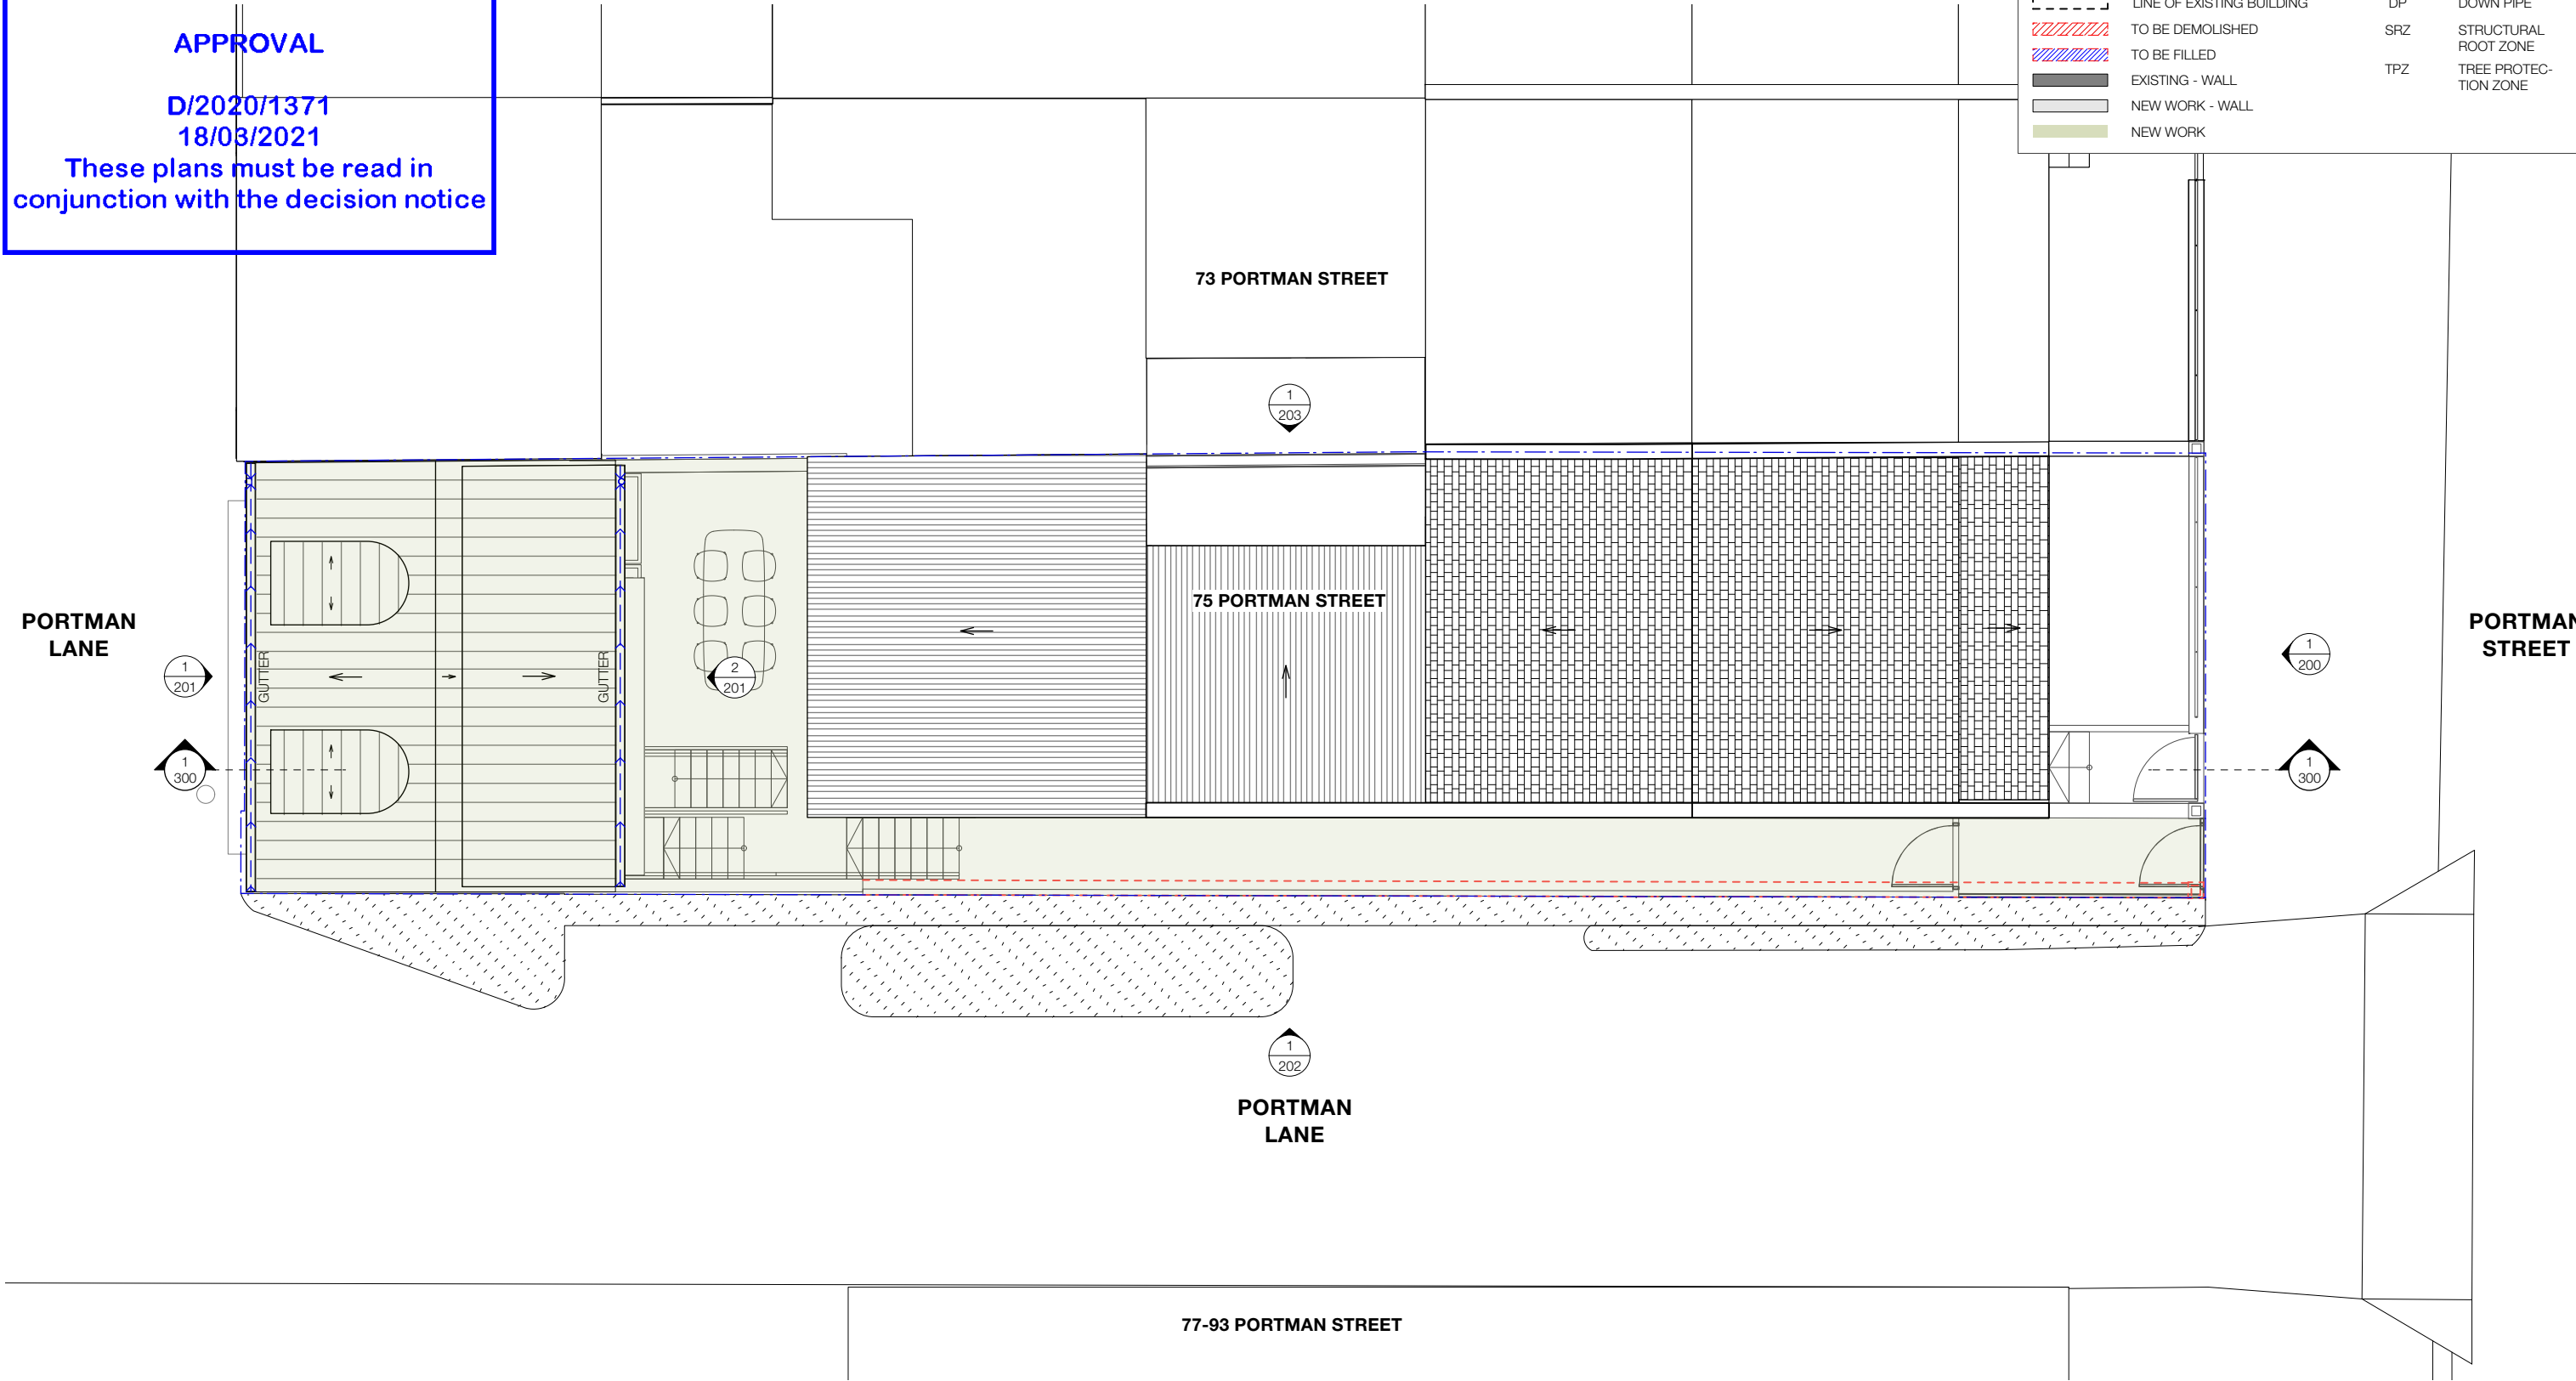 APPROVAL
D/2020/1371
18/03/2021
These plans must be read in
conjunction with the decision notice
LINE OF EXISTING BUILDING
TO BE DEMOLISHED
TO BE FILLED
EXISTING - WALL
NEW WORK - WALL
NEW WORK
DP DOWN PIPE
SRZ STRUCTURAL
ROOT ZONE
TPZ TREE PROTEC-
TION ZONE
73 PORTMAN STREET
1
203
75 PORTMAN STREET
PORTMAN
LANE
1
201
1
300
GUTTER
GUTTER
2
201
1
200
1
300
PORTMAN
STREET
1
202
PORTMAN
LANE
77-93 PORTMAN STREET